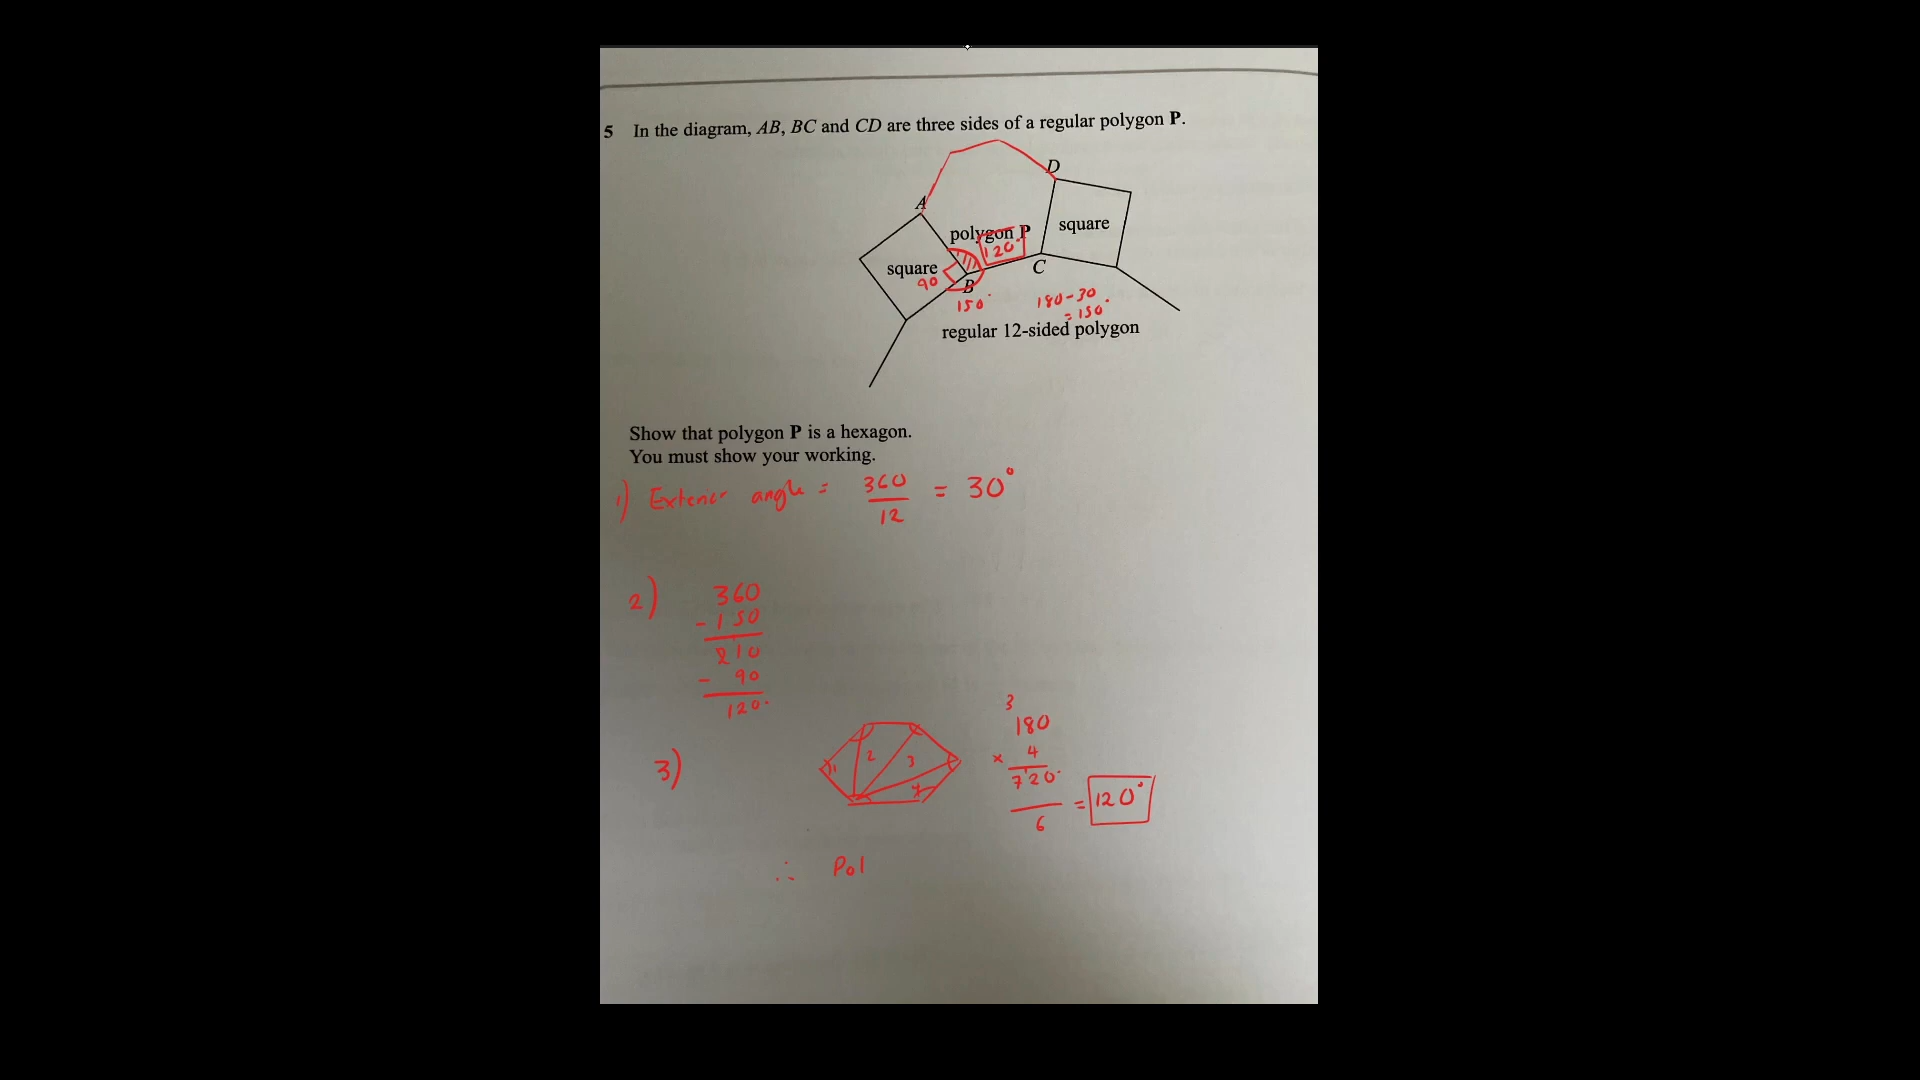 5 In the diagram, AB, BC and CD are three sides of a regular polygon P.
D
A
polygon P
square
120°
square
90
C
B
150°
180-30
= 150.
regular 12-sided polygon
Show that polygon P is a hexagon.
You must show your working.
1) Exterior angle = 360/12 = 30°
2) 360
- 150
210
- 90
120.
3)
1 2 3 4
3
180
x 4
720.
6
= 120°
∴ Pol